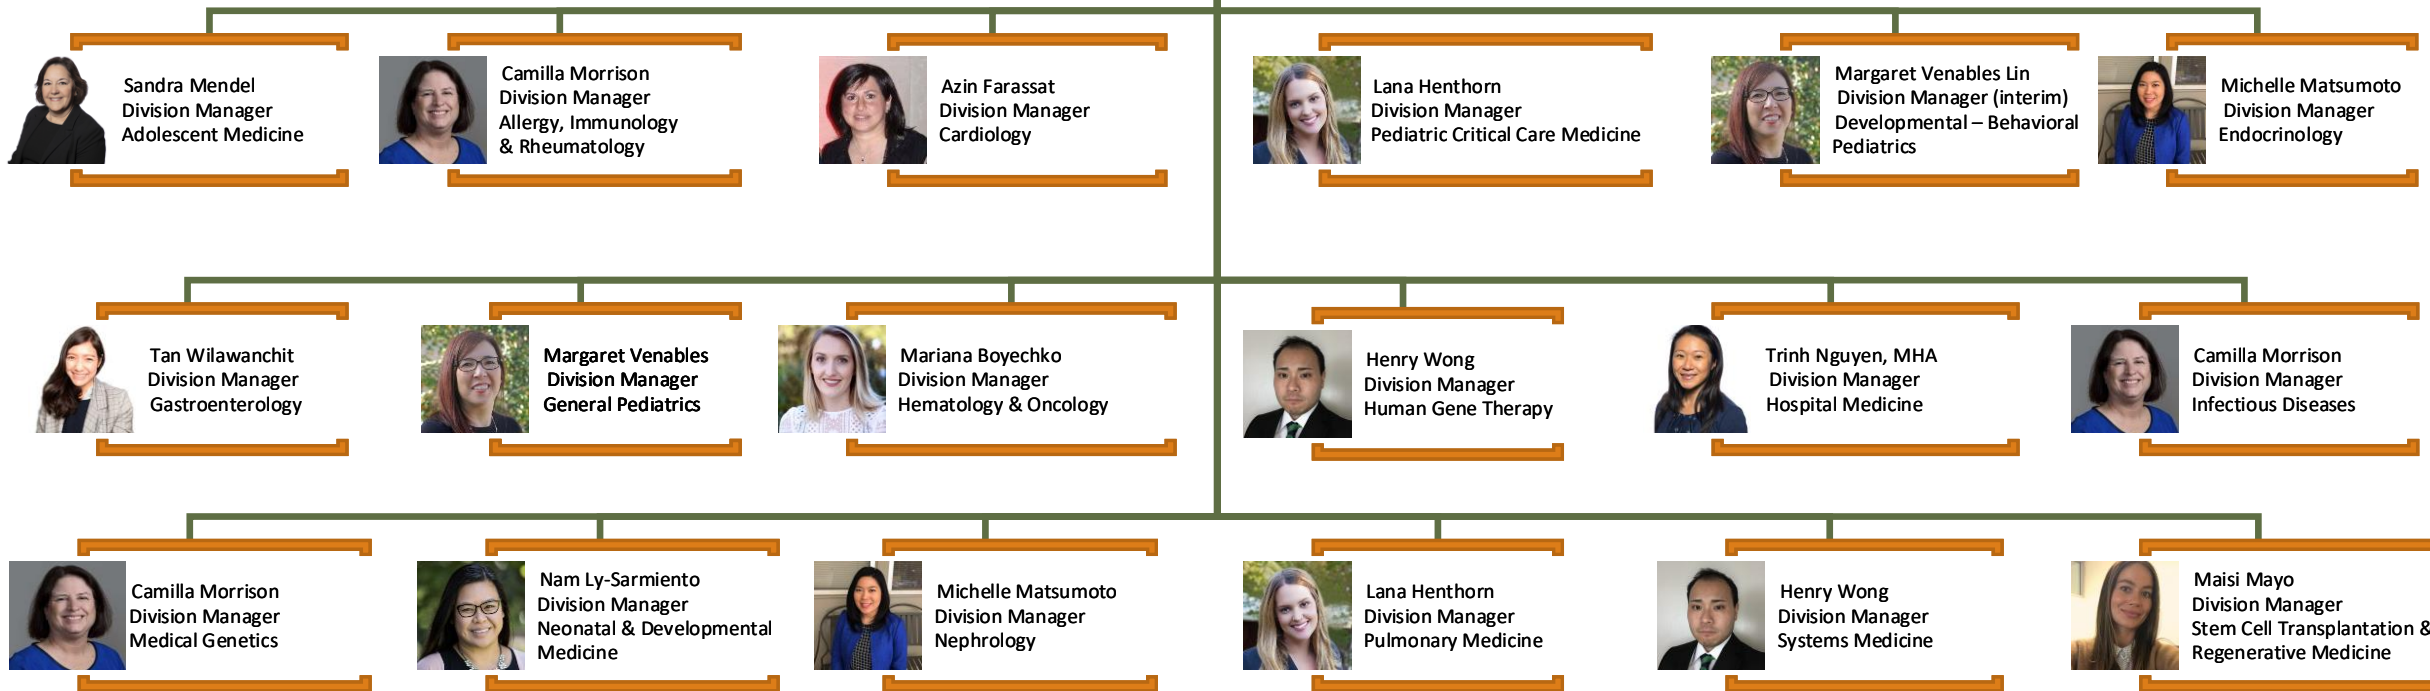 Sandra Mendel
Division Manager
Adolescent Medicine
Camilla Morrison
Division Manager
Allergy, Immunology
& Rheumatology
Azin Farassat
Division Manager
Cardiology
Lana Henthorn
Division Manager
Pediatric Critical Care Medicine
Margaret Venables Lin
Division Manager (interim)
Developmental – Behavioral
Pediatrics
Michelle Matsumoto
Division Manager
Endocrinology
Tan Wilawanchit
Division Manager
Gastroenterology
Margaret Venables
Division Manager
General Pediatrics
Mariana Boyechko
Division Manager
Hematology & Oncology
Henry Wong
Division Manager
Human Gene Therapy
Trinh Nguyen, MHA
Division Manager
Hospital Medicine
Camilla Morrison
Division Manager
Infectious Diseases
Camilla Morrison
Division Manager
Medical Genetics
Nam Ly-Sarmiento
Division Manager
Neonatal & Developmental
Medicine
Michelle Matsumoto
Division Manager
Nephrology
Lana Henthorn
Division Manager
Pulmonary Medicine
Henry Wong
Division Manager
Systems Medicine
Maisi Mayo
Division Manager
Stem Cell Transplantation &
Regenerative Medicine